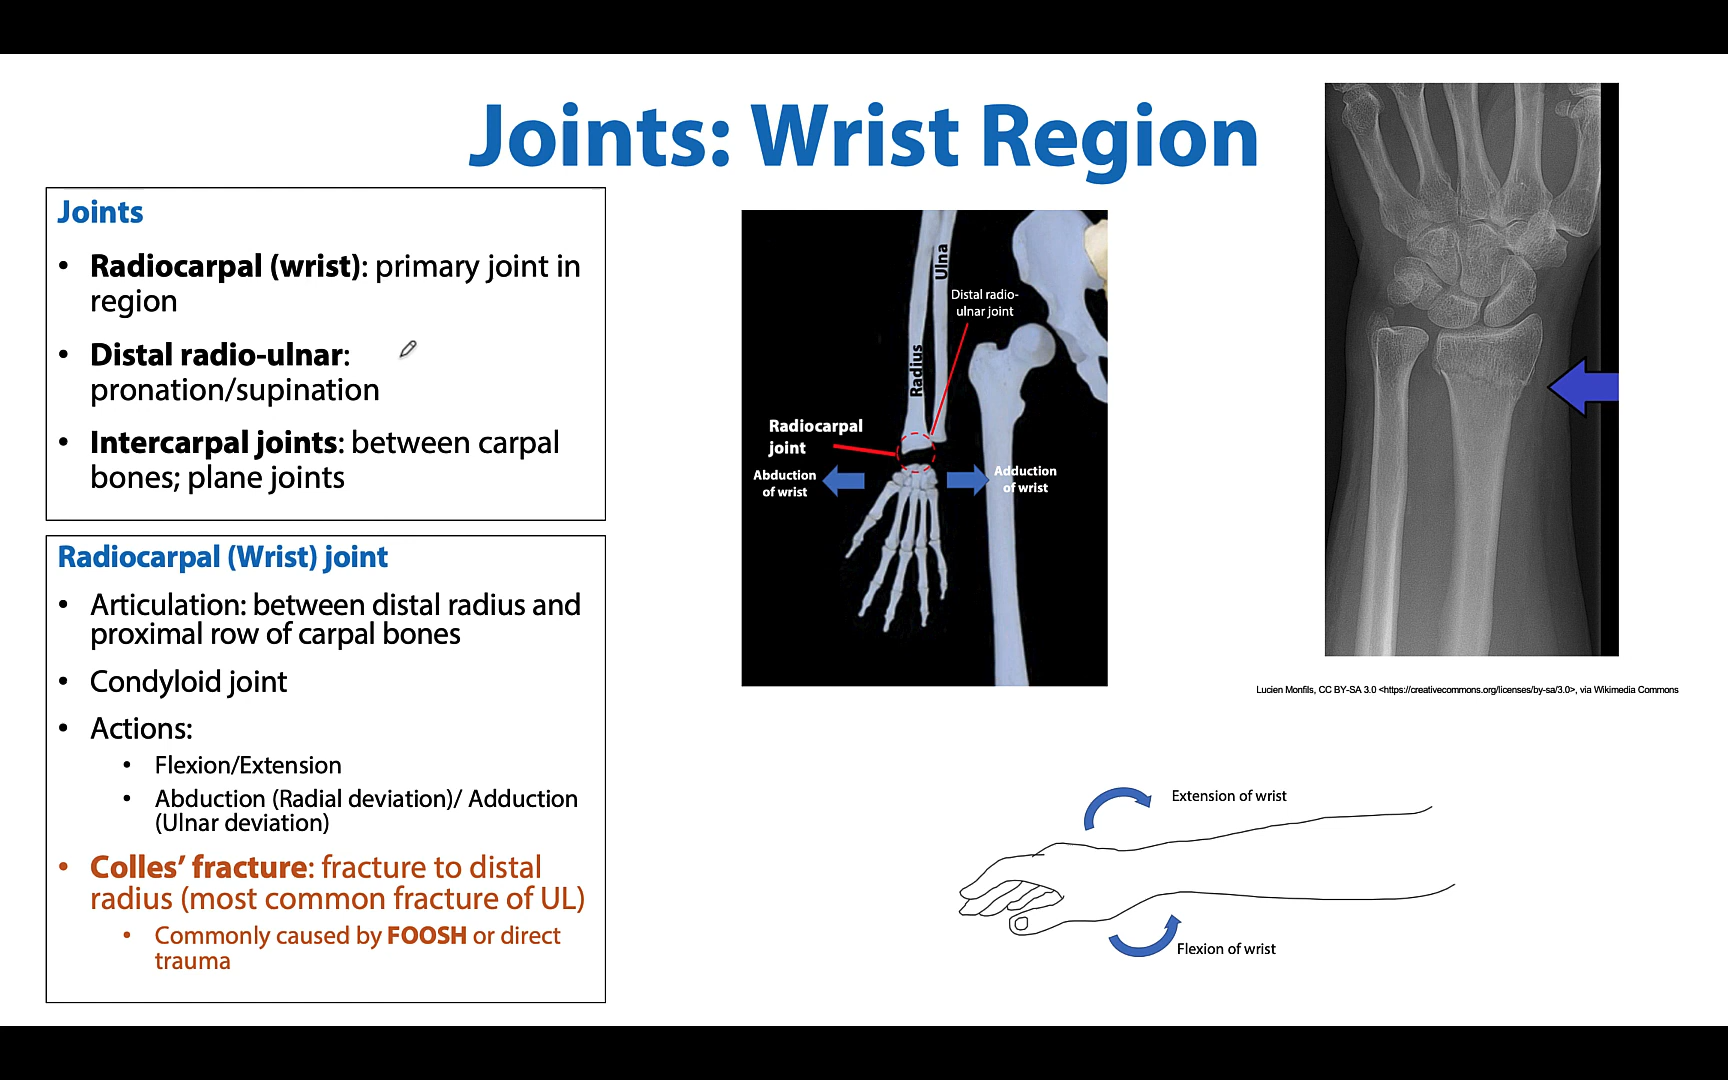 Joints: Wrist Region
Joints
• Radiocarpal (wrist): primary joint in
region
• Distal radio-ulnar:
pronation/supination
• Intercarpal joints: between carpal
bones; plane joints
Radiocarpal (Wrist) joint
• Articulation: between distal radius and
proximal row of carpal bones
• Condyloid joint
• Actions:
• Flexion/Extension
• Abduction (Radial deviation)/ Adduction
(Ulnar deviation)
• Colles’ fracture: fracture to distal
radius (most common fracture of UL)
• Commonly caused by FOOSH or direct
trauma
Ulna
Distal radio-
ulnar joint
Radius
Radiocarpal
joint
Abduction
of wrist
Adduction
of wrist
Lucien Monfils, CC BY-SA 3.0 <https://creativecommons.org/licenses/by-sa/3.0>, via Wikimedia Commons
Extension of wrist
Flexion of wrist